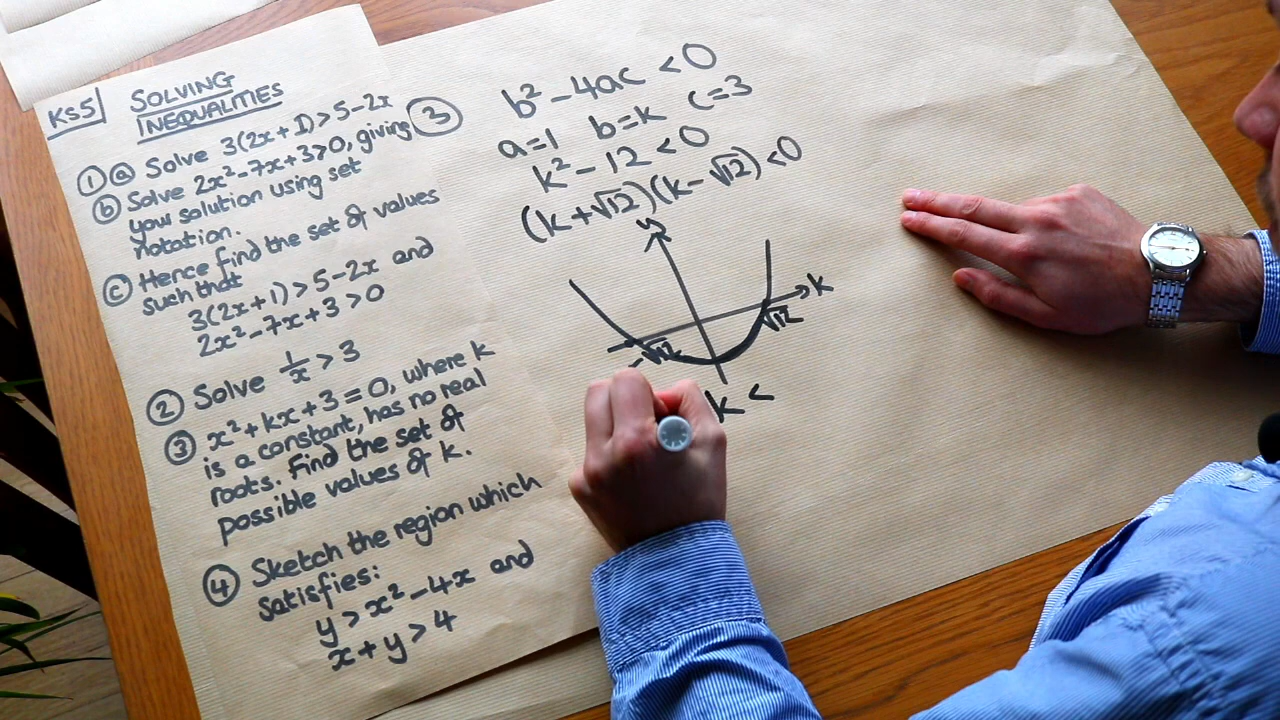 KS5
SOLVING
INEQUALITIES
① ⓐ Solve 3(2x+1)>5-2x
ⓑ Solve 2x²-7x+3>0, giving
your solution using set
notation.
ⓒ Hence find the set of values
such that
3(2x+1)>5-2x and
2x²-7x+3>0
② Solve 1/x > 3
③ x²+kx+3=0, where k
is a constant, has no real
roots. Find the set of
possible values of k.
④ Sketch the region which
satisfies:
y>x²-4x and
x+y>4
③
b²-4ac<0
a=1 b=k c=3
k²-12<0
(k+√12)(k-√12)<0
y
k
-√12
√12
k<